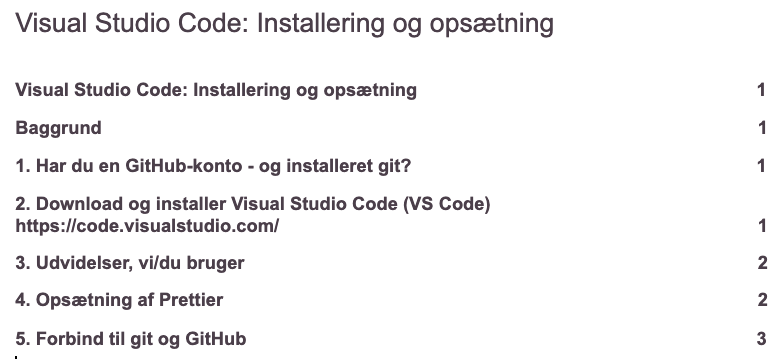 Visual Studio Code: Installering og opsætning
Visual Studio Code: Installering og opsætning 1
Baggrund 1
1. Har du en GitHub-konto - og installeret git? 1
2. Download og installer Visual Studio Code (VS Code)
https://code.visualstudio.com/ 1
3. Udvidelser, vi/du bruger 2
4. Opsætning af Prettier 2
5. Forbind til git og GitHub 3